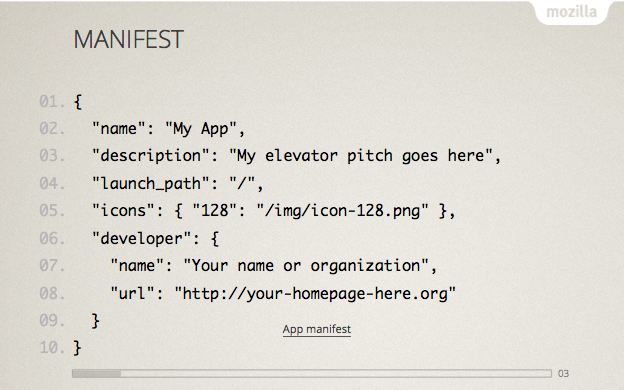 mozilla
MANIFEST
01. {
02.   "name": "My App",
03.   "description": "My elevator pitch goes here",
04.   "launch_path": "/",
05.   "icons": { "128": "/img/icon-128.png" },
06.   "developer": {
07.     "name": "Your name or organization",
08.     "url": "http://your-homepage-here.org"
09.   }
10. }
App manifest
03